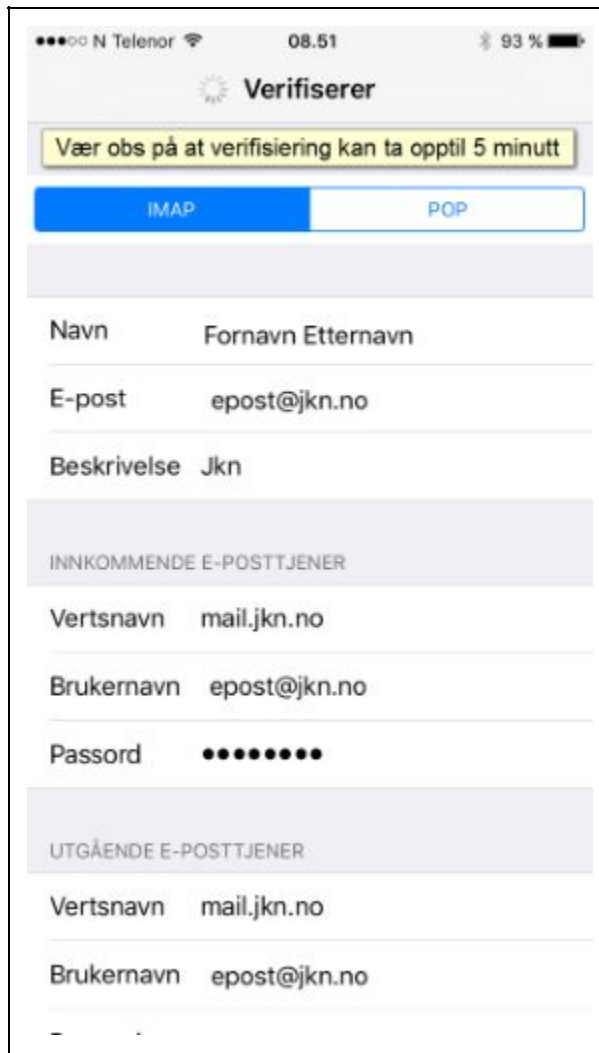 N Telenor 08.51 93 %
Verifiserer
Vær obs på at verifisiering kan ta opptil 5 minutt
IMAP POP
Navn Fornavn Etternavn
E-post epost@jkn.no
Beskrivelse Jkn
INNKOMMENDE E-POSTTJENER
Vertsnavn mail.jkn.no
Brukernavn epost@jkn.no
Passord ●●●●●●●●
UTGÅENDE E-POSTTJENER
Vertsnavn mail.jkn.no
Brukernavn epost@jkn.no